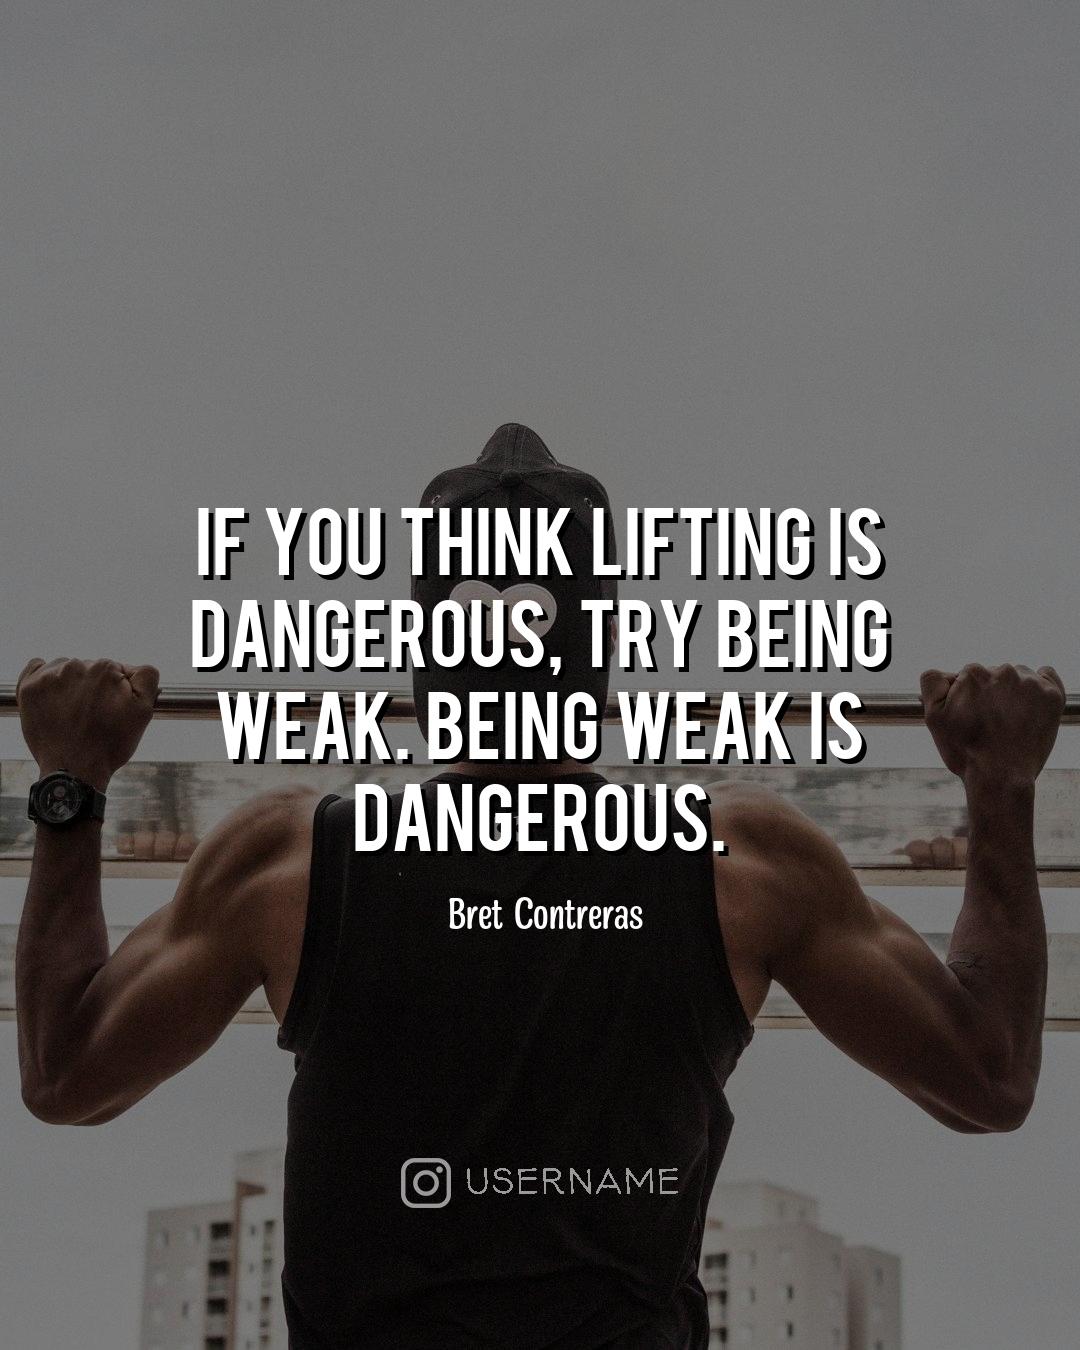 IF YOU THINK LIFTING IS
DANGEROUS, TRY BEING
WEAK. BEING WEAK IS
DANGEROUS.
Bret Contreras
USERNAME